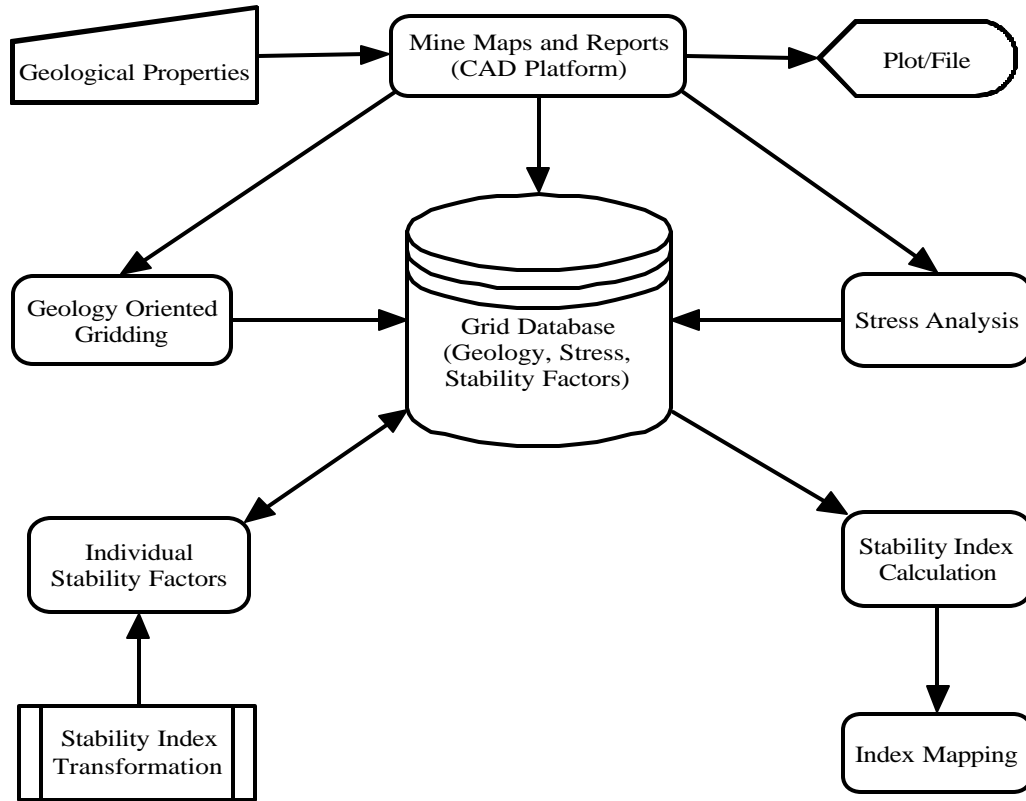 Geological Properties
Mine Maps and Reports
(CAD Platform)
Plot/File
Geology Oriented
Gridding
Grid Database
(Geology, Stress,
Stability Factors)
Stress Analysis
Individual
Stability Factors
Stability Index
Calculation
Stability Index
Transformation
Index Mapping